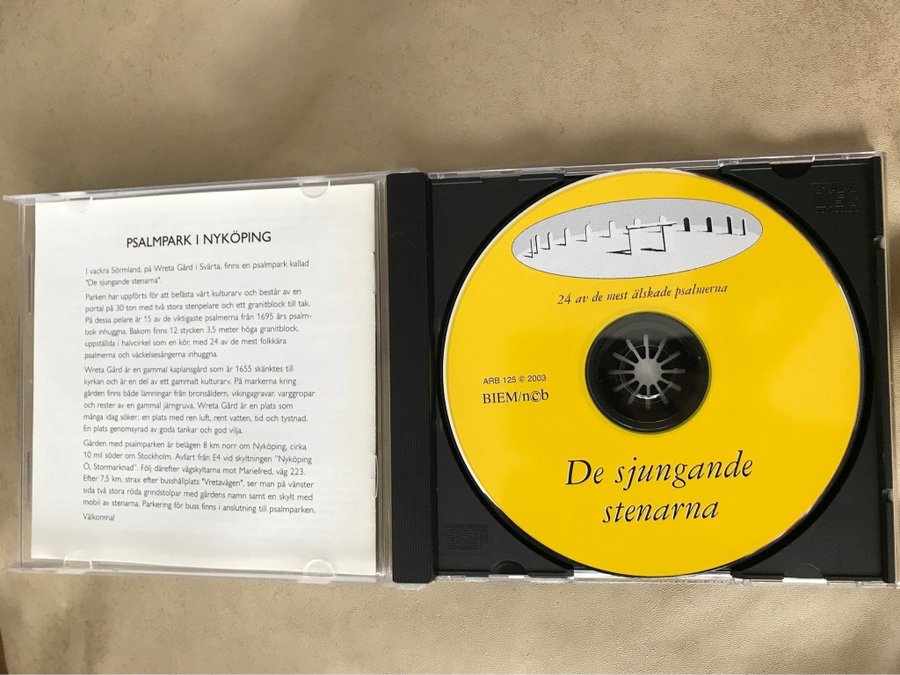 PSALMPARK I NYKÖPING
I vackra Sörmland, på Wreta Gård i Svärta, finns en psalmpark kallad
"De sjungande stenarna".
Parken har uppförts för att befästa vårt kulturarv och består av en
portal på 30 ton med två stora stenpelare och ett granitblock till tak.
På dessa pelare är 15 av de viktigaste psalmerna från 1695 års psalm-
bok inhuggna. Bakom finns 12 stycken 3,5 meter höga granitblock,
uppställda i halvcirkel som en kör, med 24 av de mest folkkära
psalmerna och väckelsesångerna inhuggna.
Wreta Gård är en gammal kaplansgård som år 1655 skänktes till
kyrkan och är en del av ett gammalt kulturarv. På markerna kring
gården finns både lämningar från bronsåldern, vikingagravar, varggropar
och rester av en gammal järngruva. Wreta Gård är en plats som
många idag söker; en plats med ren luft, rent vatten, tid och tystnad.
En plats genomsyrad av goda tankar och god vilja.
Gården med psalmparken är belägen 8 km norr om Nyköping, cirka
10 mil söder om Stockholm. Avfart från E4 vid skyltningen "Nyköping
Ö, Stormarknad". Följ därefter vägskyltarna mot Mariefred, väg 223.
Efter 7,5 km, strax efter busshållplats "Vretavägen", ser man på vänster
sida två stora röda grindstolpar med gårdens namn samt en skylt med
mobil av stenarna. Parkering för buss finns i anslutning till psalmparken.
Välkomna!
24 av de mest älskade psalmerna
ARB 125 © 2003
BIEM/n©b
De sjungande
stenarna